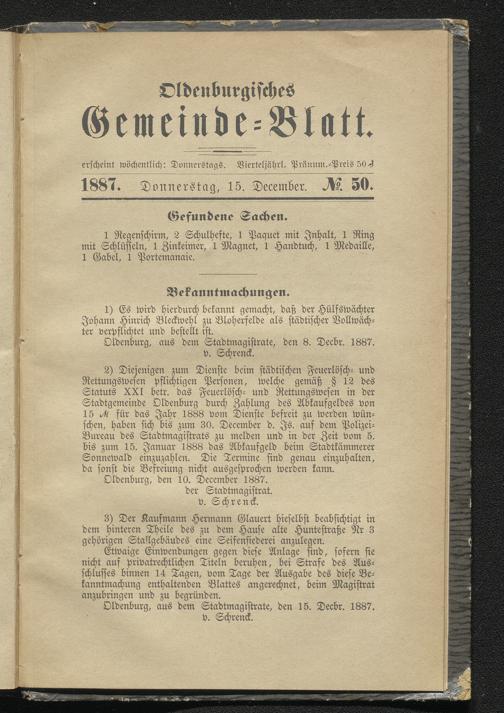 Oldenburgisches
Gemeinde-Blatt.
erscheint wöchentlich: Donnerstags. Vierteljährl. Pränum.-Preis 50 ₰
1887. Donnerstag, 15. December. №. 50.
Gefundene Sachen.
1 Regenschirm, 2 Schulhefte, 1 Paquet mit Inhalt, 1 Ring
mit Schlüsseln, 1 Zinkeimer, 1 Magnet, 1 Handtuch, 1 Medaille,
1 Gabel, 1 Portemanaie.
Bekanntmachungen.
1) Es wird hierdurch bekannt gemacht, daß der Hülfswächter
Johann Hinrich Bleckwehl zu Bloherfelde als städtischer Vollwäch-
ter verpflichtet und bestellt ist.
Oldenburg, aus dem Stadtmagistrate, den 8. Decbr. 1887.
v. Schrenck.
2) Diejenigen zum Dienste beim städtischen Feuerlösch- und
Rettungswesen pflichtigen Personen, welche gemäß § 12 des
Statuts XXI betr. das Feuerlösch- und Rettungswesen in der
Stadtgemeinde Oldenburg durch Zahlung des Abkaufgeldes von
15 ℳ für das Jahr 1888 vom Dienste befreit zu werden wün-
schen, haben sich bis zum 30. December d. Js. auf dem Polizei-
Bureau des Stadtmagistrats zu melden und in der Zeit vom 5.
bis zum 15. Januar 1888 das Abkaufgeld beim Stadtkämmerer
Sonnewald einzuzahlen. Die Termine sind genau einzuhalten,
da sonst die Befreiung nicht ausgesprochen werden kann.
Oldenburg, den 10. December 1887.
der Stadtmagistrat.
v. Schrenck.
3) Der Kaufmann Hermann Glauert hieselbst beabsichtigt in
dem hinteren Theile des zu dem Hause alte Huntestraße Nr 3
gehörigen Stallgebäudes eine Seifensiederei anzulegen.
Etwaige Einwendungen gegen diese Anlage sind, sofern sie
nicht auf privatrechtlichen Titeln beruhen, bei Strafe des Aus-
schlusses binnen 14 Tagen, vom Tage der Ausgabe des diese Be-
kanntmachung enthaltenden Blattes angerechnet, beim Magistrat
anzubringen und zu begründen.
Oldenburg, aus dem Stadtmagistrate, den 15. Decbr. 1887.
v. Schrenck.